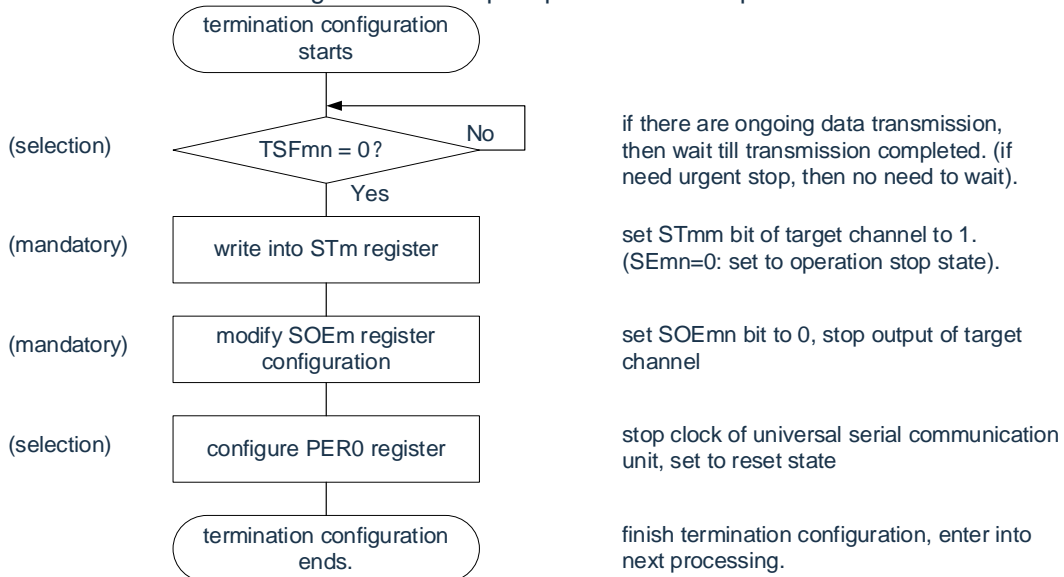 termination configuration
starts
(selection)
TSFmn = 0?
No
Yes
if there are ongoing data transmission,
then wait till transmission completed. (if
need urgent stop, then no need to wait).
(mandatory)
write into STm register
set STmm bit of target channel to 1.
(SEmn=0: set to operation stop state).
(mandatory)
modify SOEm register
configuration
set SOEmn bit to 0, stop output of target
channel
(selection)
configure PER0 register
stop clock of universal serial communication
unit, set to reset state
termination configuration
ends.
finish termination configuration, enter into
next processing.